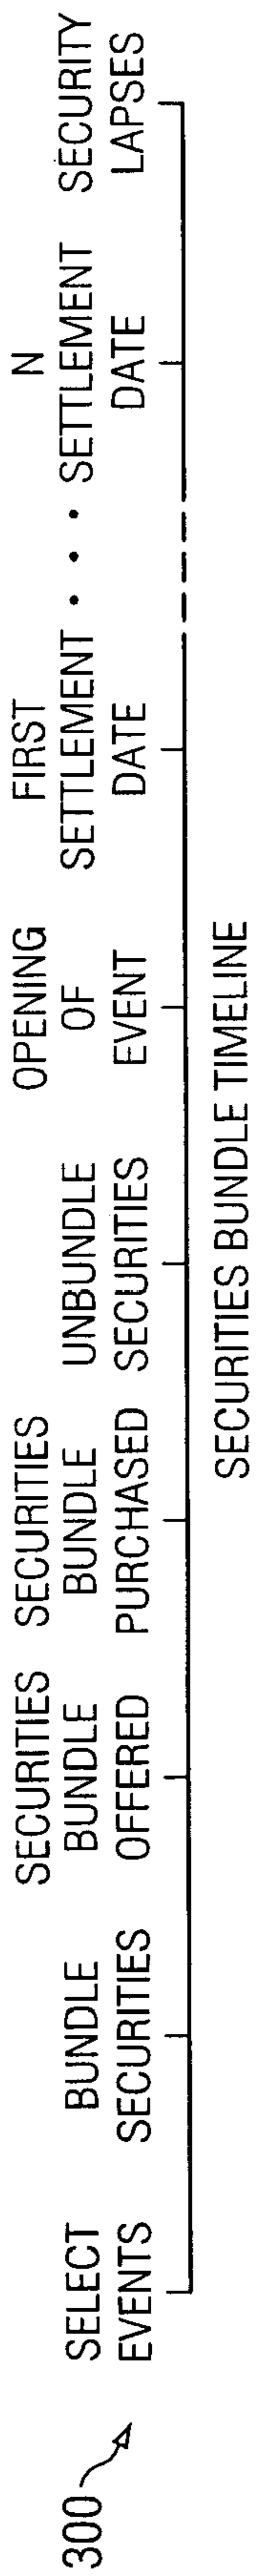 300
SELECT
EVENTS
BUNDLE
SECURITIES
SECURITIES
BUNDLE
OFFERED
SECURITIES
BUNDLE
PURCHASED
UNBUNDLE
SECURITIES
OPENING
OF
EVENT
FIRST
SETTLEMENT
DATE
• • •
N
SETTLEMENT
DATE
SECURITY
LAPSES
SECURITIES BUNDLE TIMELINE